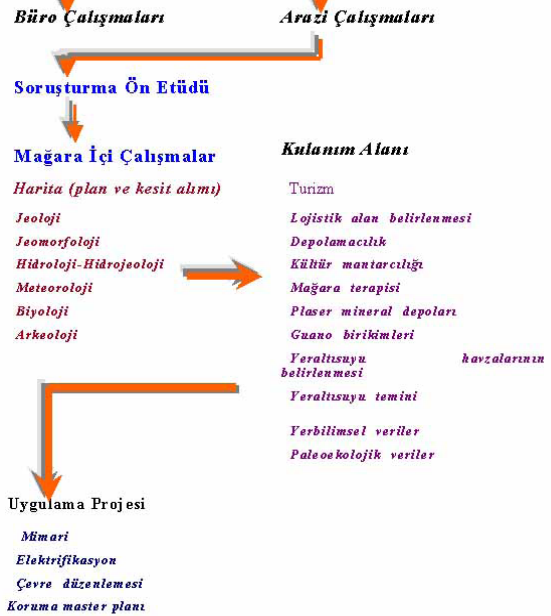 Büro Çalışmaları
Arazi Çalışmaları
Soruşturma Ön Etüdü
Mağara İçi Çalışmalar
Harita (plan ve kesit alımı)
Jeoloji
Jeomorfoloji
Hidroloji-Hidrojeoloji
Meteoroloji
Biyoloji
Arkeoloji
Kulanım Alanı
Turizm
Lojistik alan belirlenmesi
Depolamacılık
Kültür mantarcılığı
Mağara terapisi
Plaser mineral depoları
Guano birikimleri
Yeraltısuyu havzalarının
belirlenmesi
Yeraltısuyu temini
Yerbilimsel veriler
Paleoekolojik veriler
Uygulama Projesi
Mimari
Elektrifikasyon
Çevre düzenlemesi
Koruma master planı